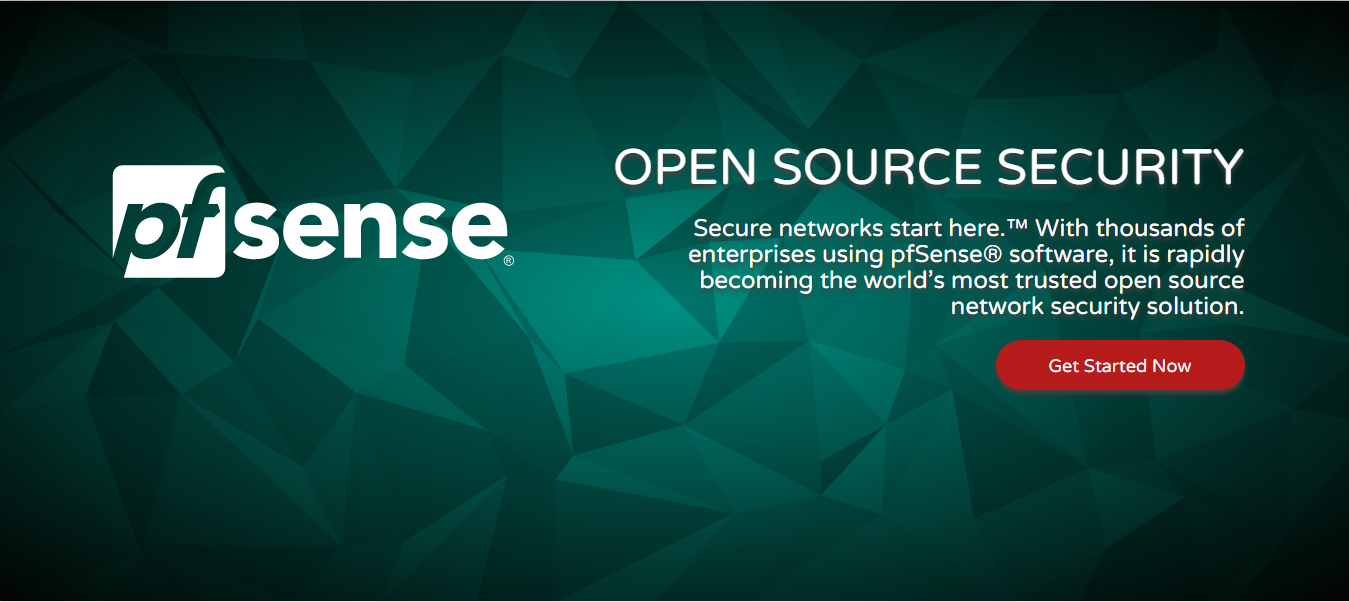 pfsense®
OPEN SOURCE SECURITY
Secure networks start here.™ With thousands of
enterprises using pfSense® software, it is rapidly
becoming the world’s most trusted open source
network security solution.
Get Started Now